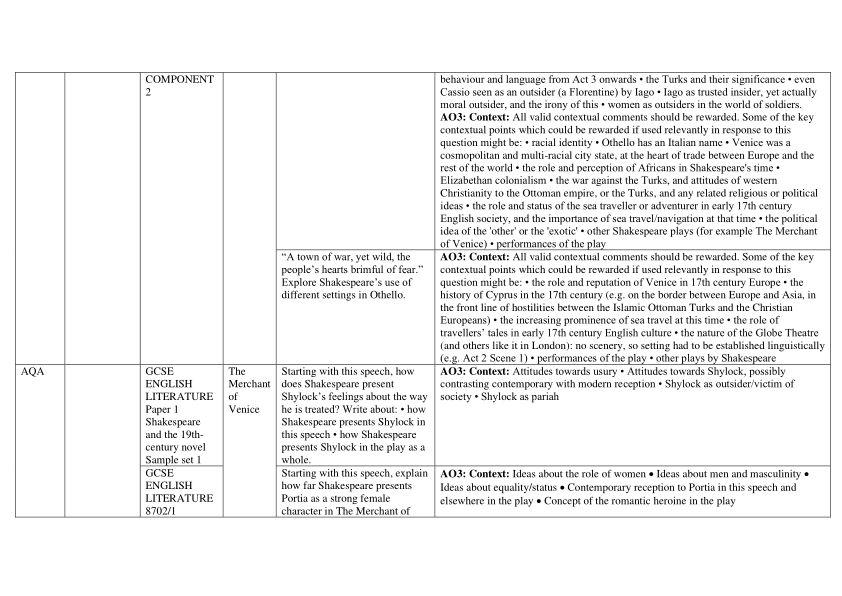 COMPONENT
2
behaviour and language from Act 3 onwards • the Turks and their significance • even
Cassio seen as an outsider (a Florentine) by Iago • Iago as trusted insider, yet actually
moral outsider, and the irony of this • women as outsiders in the world of soldiers.
AO3: Context: All valid contextual comments should be rewarded. Some of the key
contextual points which could be rewarded if used relevantly in response to this
question might be: • racial identity • Othello has an Italian name • Venice was a
cosmopolitan and multi-racial city state, at the heart of trade between Europe and the
rest of the world • the role and perception of Africans in Shakespeare's time •
Elizabethan colonialism • the war against the Turks, and attitudes of western
Christianity to the Ottoman empire, or the Turks, and any related religious or political
ideas • the role and status of the sea traveller or adventurer in early 17th century
English society, and the importance of sea travel/navigation at that time • the political
idea of the 'other' or the 'exotic' • other Shakespeare plays (for example The Merchant
of Venice) • performances of the play
“A town of war, yet wild, the
people’s hearts brimful of fear.”
Explore Shakespeare’s use of
different settings in Othello.
AO3: Context: All valid contextual comments should be rewarded. Some of the key
contextual points which could be rewarded if used relevantly in response to this
question might be: • the role and reputation of Venice in 17th century Europe • the
history of Cyprus in the 17th century (e.g. on the border between Europe and Asia, in
the front line of hostilities between the Islamic Ottoman Turks and the Christian
Europeans) • the increasing prominence of sea travel at this time • the role of
travellers’ tales in early 17th century English culture • the nature of the Globe Theatre
(and others like it in London): no scenery, so setting had to be established linguistically
(e.g. Act 2 Scene 1) • performances of the play • other plays by Shakespeare
AQA
GCSE
ENGLISH
LITERATURE
Paper 1
Shakespeare
and the 19th-
century novel
Sample set 1
The
Merchant
of
Venice
Starting with this speech, how
does Shakespeare present
Shylock’s feelings about the way
he is treated? Write about: • how
Shakespeare presents Shylock in
this speech • how Shakespeare
presents Shylock in the play as a
whole.
AO3: Context: Attitudes towards usury • Attitudes towards Shylock, possibly
contrasting contemporary with modern reception • Shylock as outsider/victim of
society • Shylock as pariah
GCSE
ENGLISH
LITERATURE
8702/1
Starting with this speech, explain
how far Shakespeare presents
Portia as a strong female
character in The Merchant of
AO3: Context: Ideas about the role of women • Ideas about men and masculinity •
Ideas about equality/status • Contemporary reception to Portia in this speech and
elsewhere in the play • Concept of the romantic heroine in the play